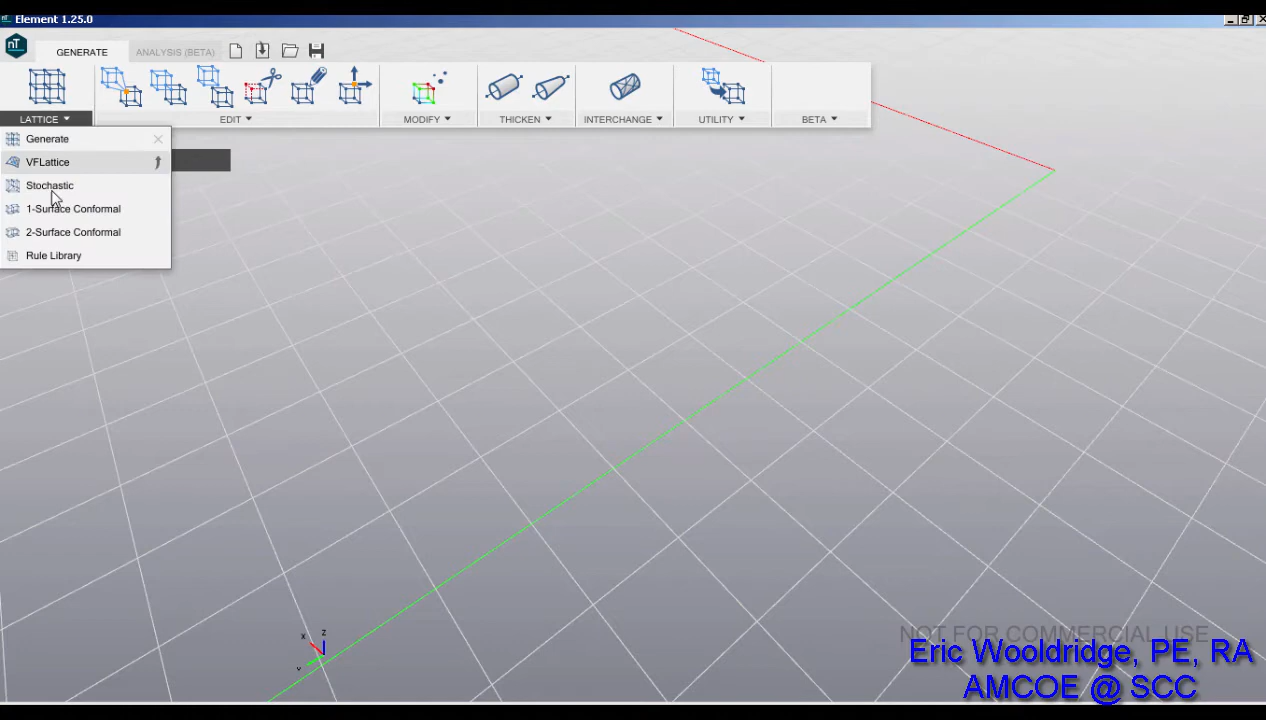 Element 1.25.0
nT
GENERATE
ANALYSIS (BETA)
LATTICE
EDIT
MODIFY
THICKEN
INTERCHANGE
UTILITY
BETA
Generate
VFLattice
Stochastic
1-Surface Conformal
2-Surface Conformal
Rule Library
X
Z
Y
NOT FOR COMMERCIAL USE
Eric Wooldridge, PE, RA
AMCOE @ SCC